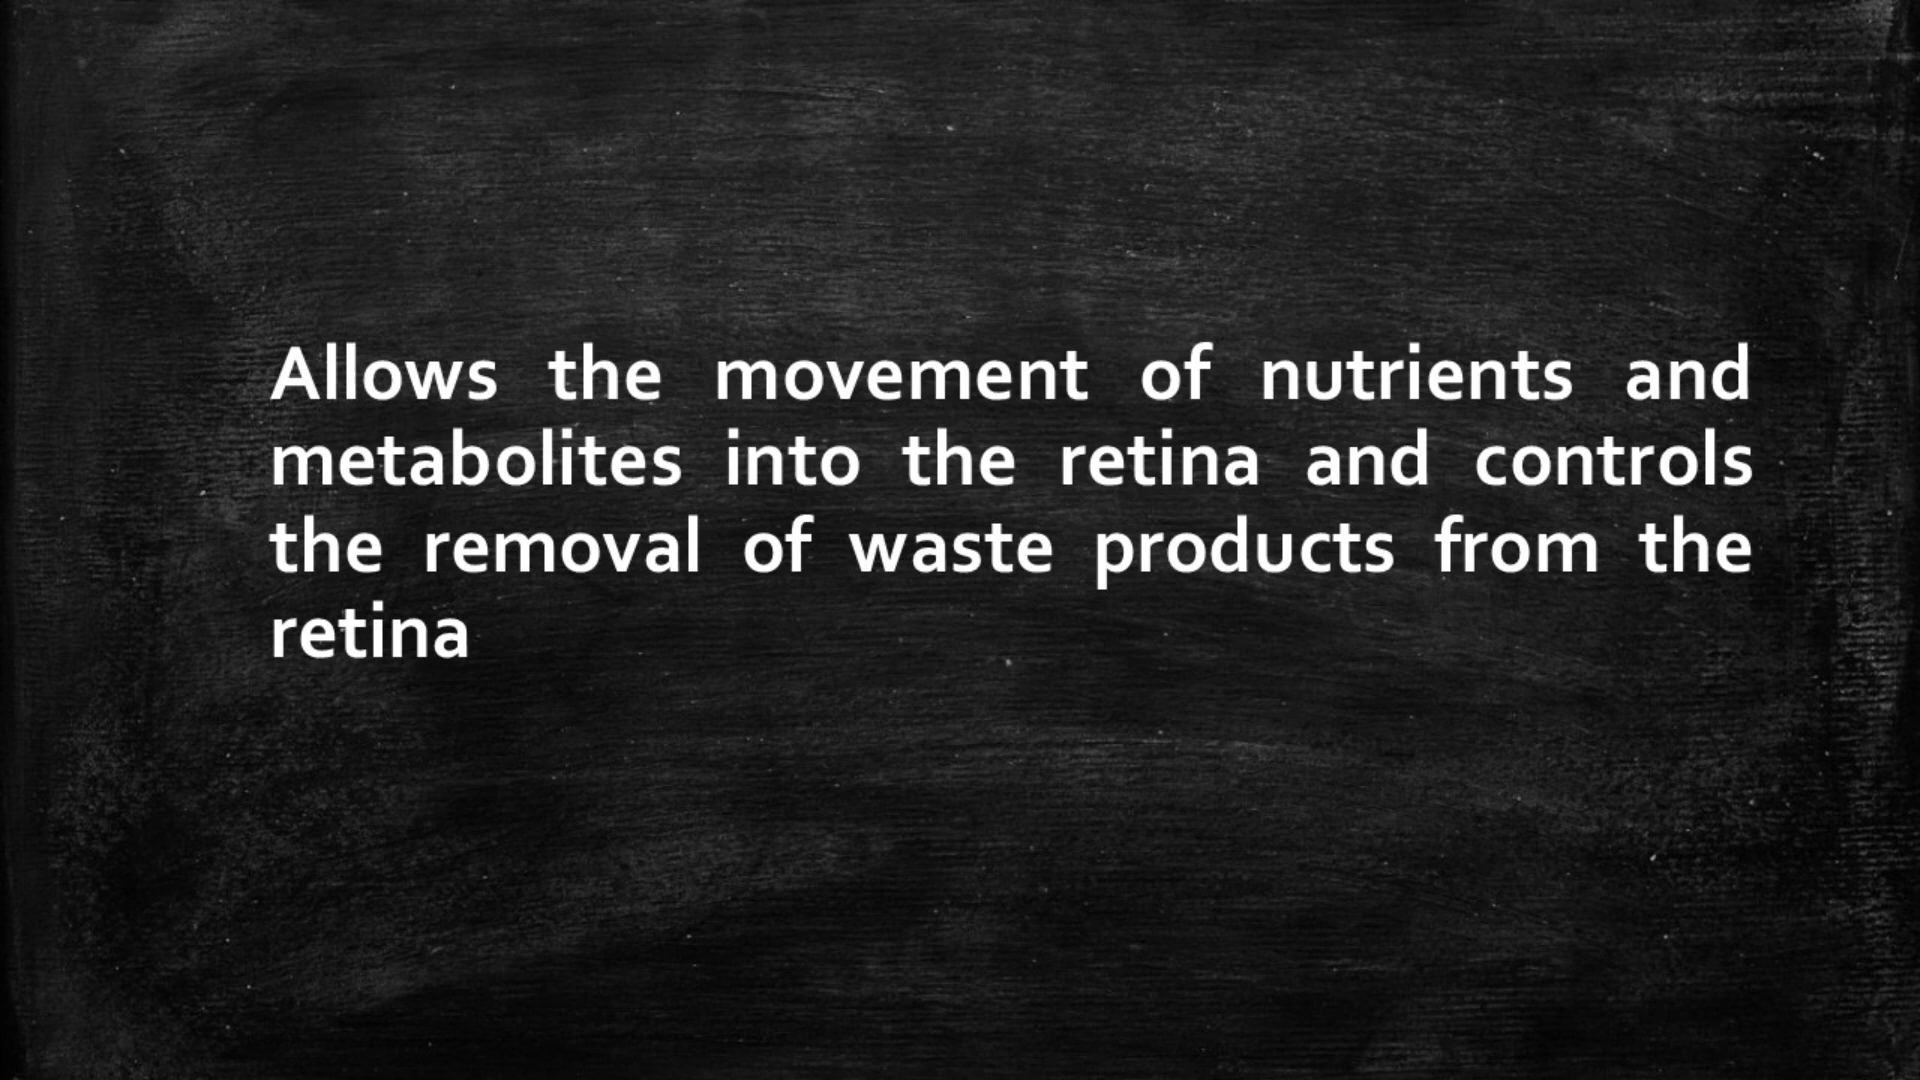 Allows the movement of nutrients and
metabolites into the retina and controls
the removal of waste products from the
retina